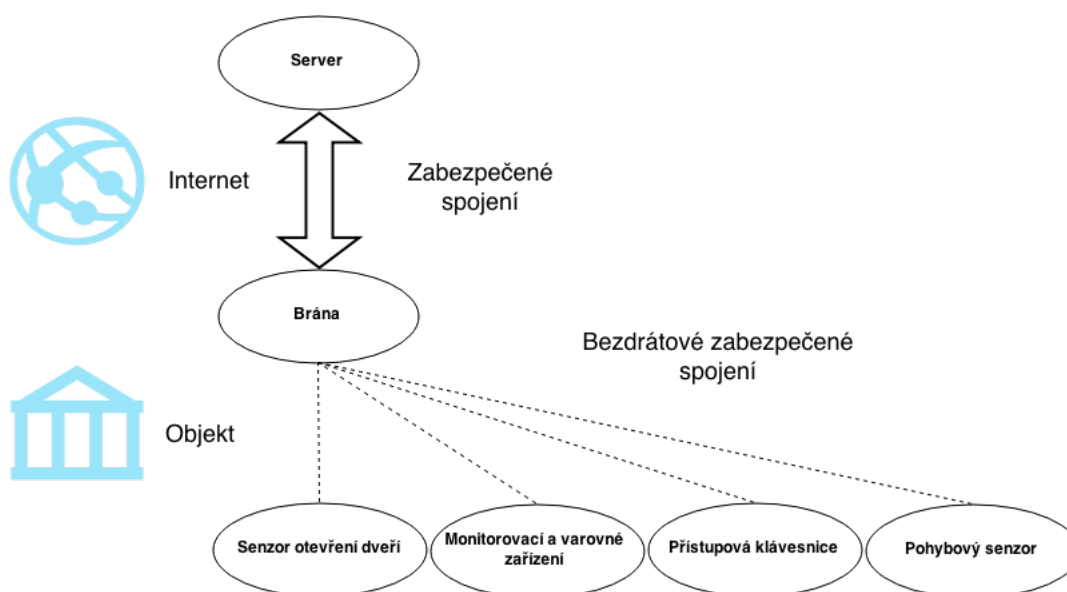 Server
Internet
Zabezpečené
spojení
Brána
Bezdrátové zabezpečené
spojení
Objekt
Senzor otevření dveří
Monitorovací a varovné
zařízení
Přístupová klávesnice
Pohybový senzor